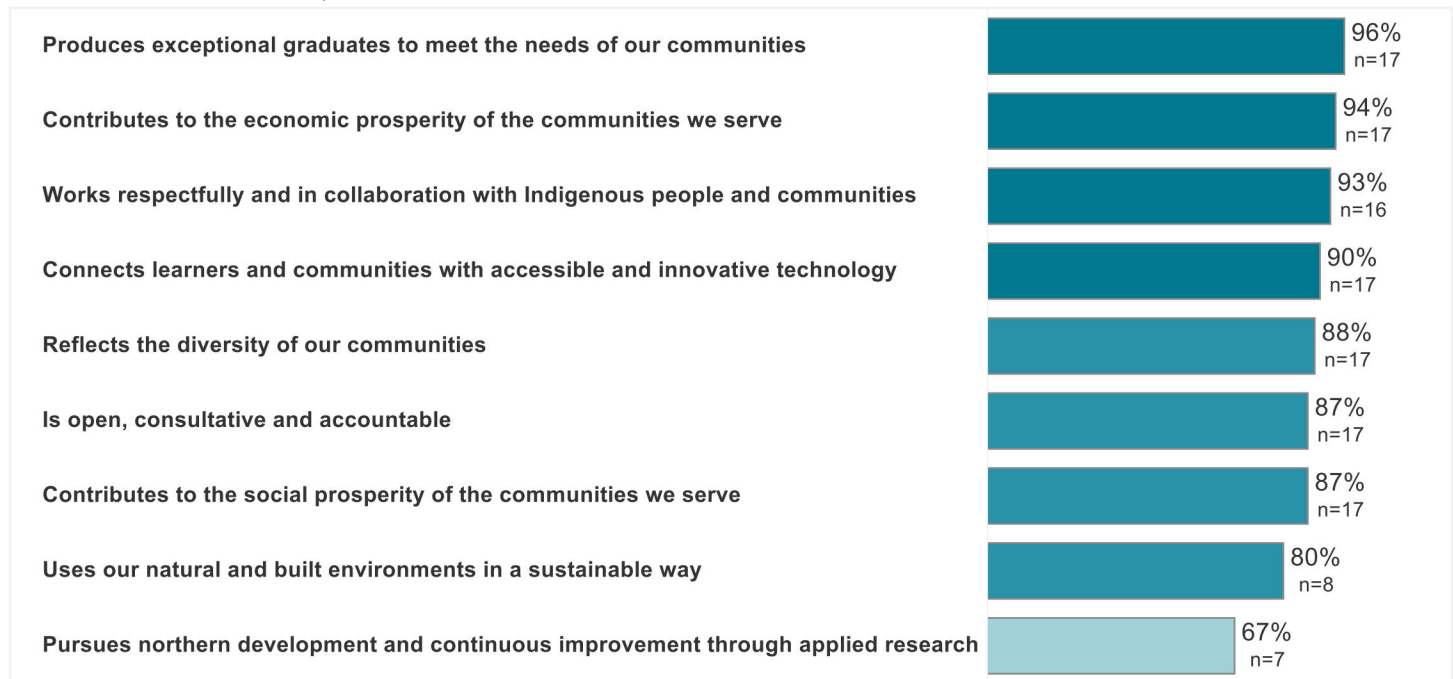 Produces exceptional graduates to meet the needs of our communities
96%
n=17
Contributes to the economic prosperity of the communities we serve
94%
n=17
Works respectfully and in collaboration with Indigenous people and communities
93%
n=16
Connects learners and communities with accessible and innovative technology
90%
n=17
Reflects the diversity of our communities
88%
n=17
Is open, consultative and accountable
87%
n=17
Contributes to the social prosperity of the communities we serve
87%
n=17
Uses our natural and built environments in a sustainable way
80%
n=8
Pursues northern development and continuous improvement through applied research
67%
n=7